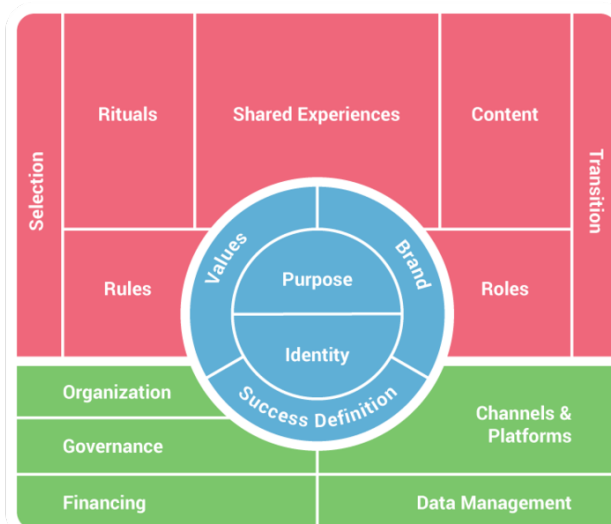 Selection
Rituals
Shared Experiences
Content
Transition
Rules
Roles
Values
Brand
Purpose
Identity
Success Definition
Organization
Governance
Financing
Channels &
Platforms
Data Management